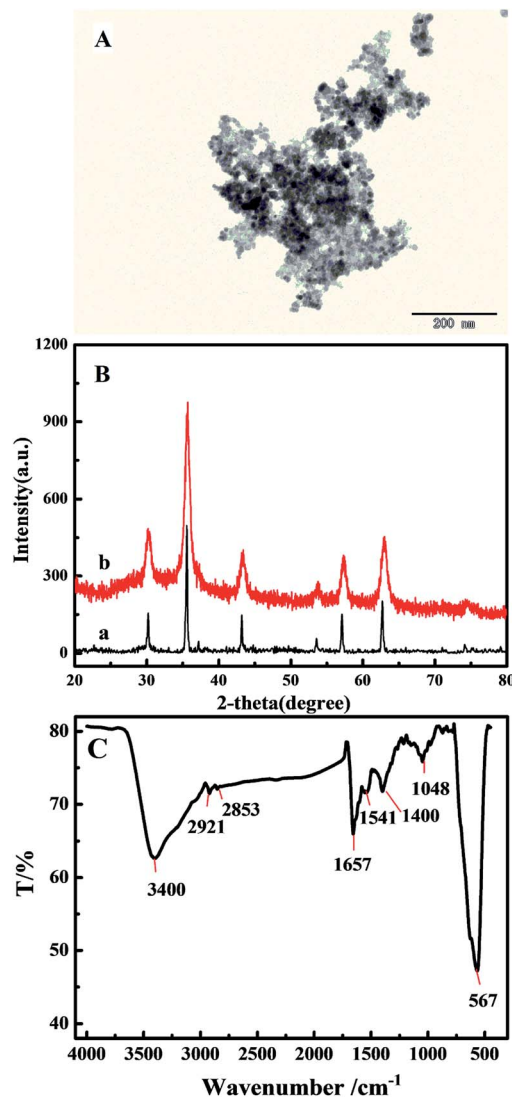 A
200 nm
1200
900
600
300
0
Intensity(a.u.)
B
b
a
20 30 40 50 60 70 80
2-theta(degree)
80
70
60
50
40
T/%
C
2921
2853
3400
1657
1541
1400
1048
567
4000 3500 3000 2500 2000 1500 1000 500
Wavenumber /cm-1